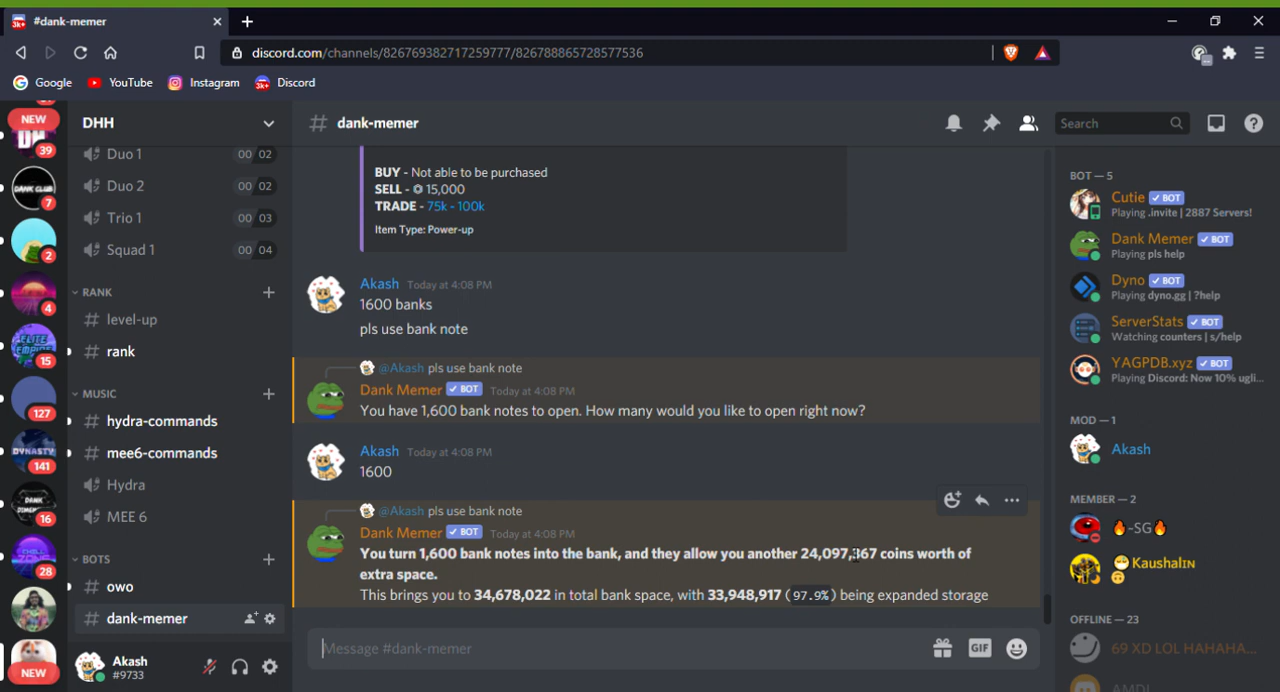 #dank-memer
discord.com/channels/826769382717259777/826788865728577536
Google YouTube Instagram Discord
NEW
39
7
2
4
ELITE EMPIRE
15
127
DYNASTY
141
16
28
NEW
DHH
Duo 1 00 02
Duo 2 00 02
Trio 1 00 03
Squad 1 00 04
RANK
level-up
rank
MUSIC
hydra-commands
mee6-commands
Hydra
MEE 6
BOTS
owo
dank-memer
Akash
#9733
# dank-memer
Search
BUY - Not able to be purchased
SELL - 15,000
TRADE - 75k - 100k
Item Type: Power-up
Akash Today at 4:08 PM
1600 banks
pls use bank note
@Akash pls use bank note
Dank Memer BOT Today at 4:08 PM
You have 1,600 bank notes to open. How many would you like to open right now?
Akash Today at 4:08 PM
1600
@Akash pls use bank note
Dank Memer BOT Today at 4:08 PM
You turn 1,600 bank notes into the bank, and they allow you another 24,097,367 coins worth of
extra space.
This brings you to 34,678,022 in total bank space, with 33,948,917 (97.9%) being expanded storage
Message #dank-memer
GIF
BOT — 5
Cutie BOT
Playing .invite | 2887 Servers!
Dank Memer BOT
Playing pls help
Dyno BOT
Playing dyno.gg | ?help
ServerStats BOT
Watching counters | s/help
YAGPDB.xyz BOT
Playing Discord: Now 10% ugli...
MOD — 1
Akash
MEMBER — 2
🔥-SG🔥
😷Kaushalɪɴ
🙃
OFFLINE — 23
69 XD LOL HAHAHA...